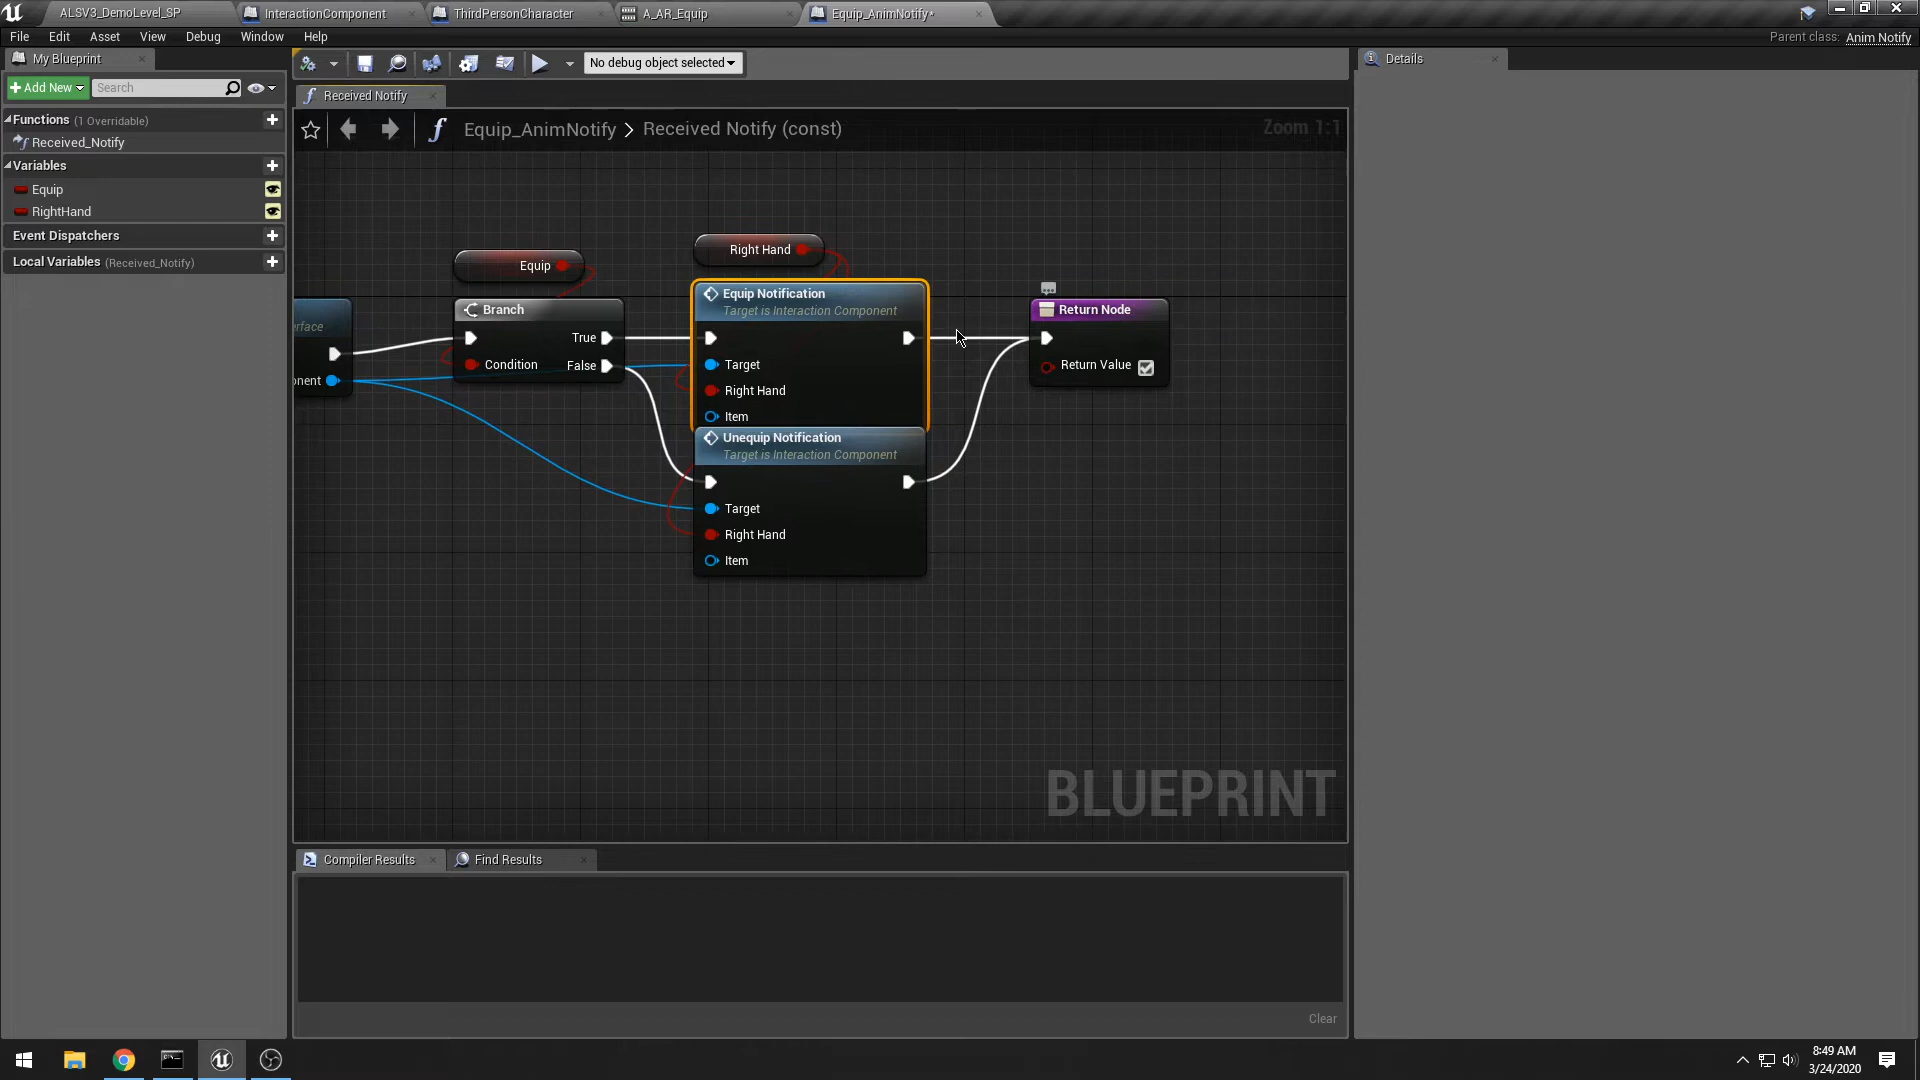 ALSV3_DemoLevel_SP
InteractionComponent
ThirdPersonCharacter
A_AR_Equip
Equip_AnimNotify*
File Edit Asset View Debug Window Help
Parent class: Anim Notify
My Blueprint
Add New
Search
Functions (1 Overridable)
Received_Notify
Variables
Equip
RightHand
Event Dispatchers
Local Variables (Received_Notify)
No debug object selected
Received Notify
Equip_AnimNotify > Received Notify (const)
Zoom 1:1
erface
onent
Equip
Branch
True
Condition
False
Right Hand
Equip Notification
Target is Interaction Component
Target
Right Hand
Item
Unequip Notification
Target is Interaction Component
Target
Right Hand
Item
Return Node
Return Value
BLUEPRINT
Compiler Results
Find Results
Clear
Details
8:49 AM
3/24/2020